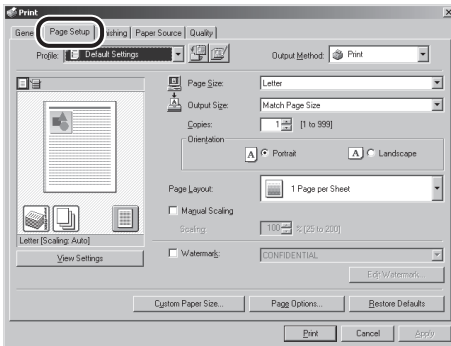 Print
Page Setup Paper Source Quality
Profile: Default Settings Output Method: Print
Page Size: Letter
Output Size: Match Page Size
Copies: 1 [1 to 999]
Orientation
A Portrait A Landscape
Page Layout: 1 Page per Sheet
Manual Scaling
Scaling: 100 % [25 to 200]
Letter [Scaling: Auto]
View Settings
Watermark: CONFIDENTIAL
Edit Watermark...
Custom Paper Size... Page Options... Restore Defaults
Print Cancel Apply